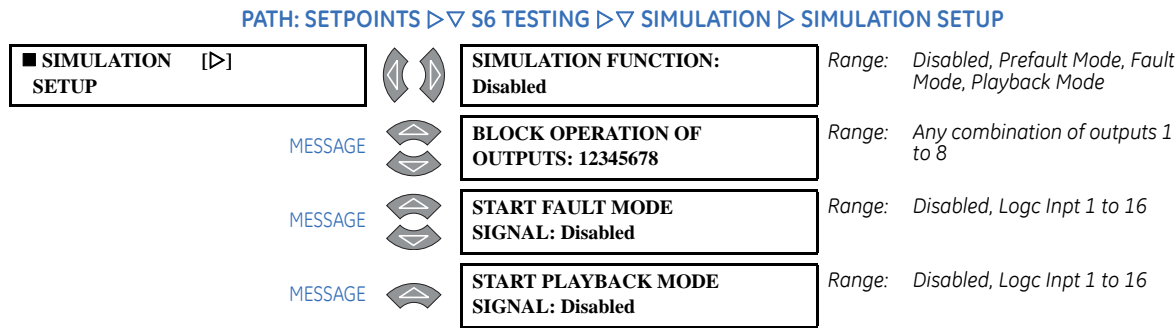 PATH: SETPOINTS ▷▽ S6 TESTING ▷▽ SIMULATION ▷ SIMULATION SETUP
■ SIMULATION [▷]
SETUP
SIMULATION FUNCTION:
Disabled
Range: Disabled, Prefault Mode, Fault
Mode, Playback Mode
MESSAGE
BLOCK OPERATION OF
OUTPUTS: 12345678
Range: Any combination of outputs 1
to 8
MESSAGE
START FAULT MODE
SIGNAL: Disabled
Range: Disabled, Logc Inpt 1 to 16
MESSAGE
START PLAYBACK MODE
SIGNAL: Disabled
Range: Disabled, Logc Inpt 1 to 16